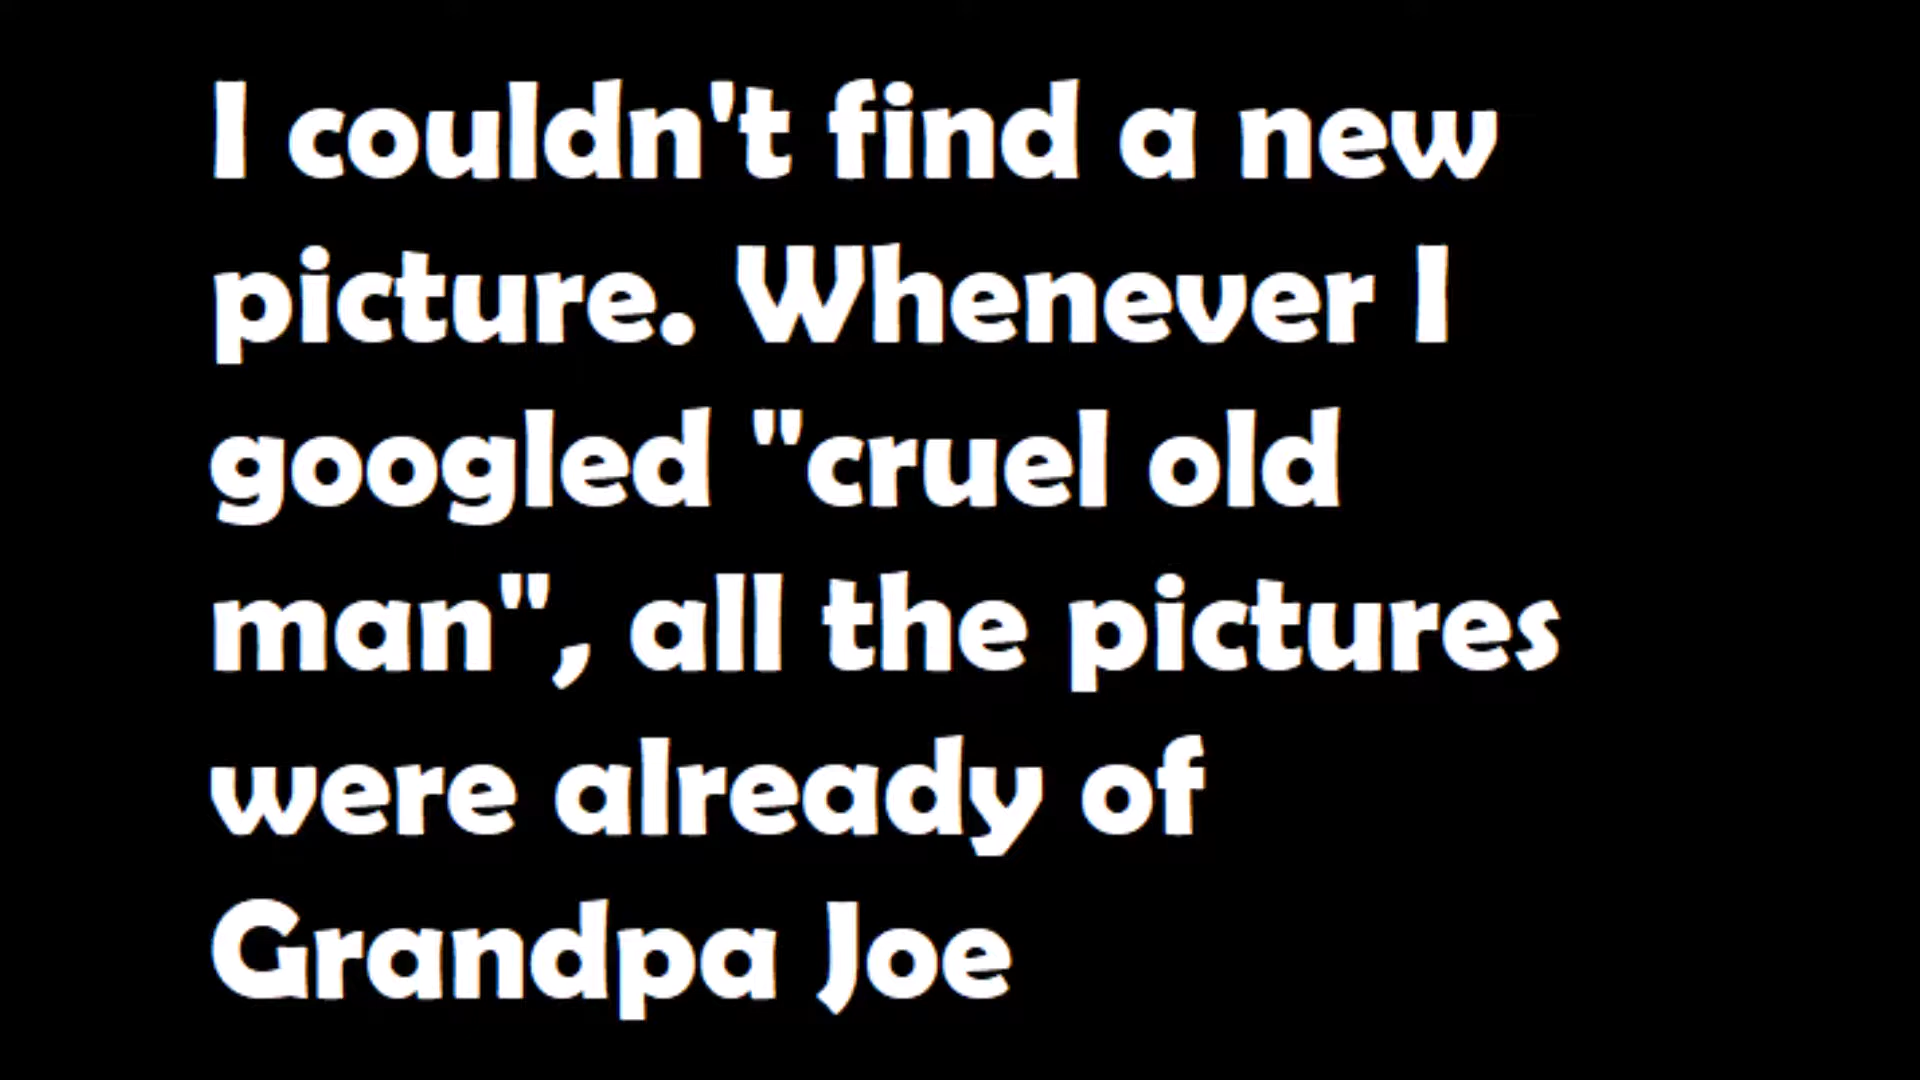 I couldn't find a new
picture. Whenever I
googled "cruel old
man", all the pictures
were already of
Grandpa Joe